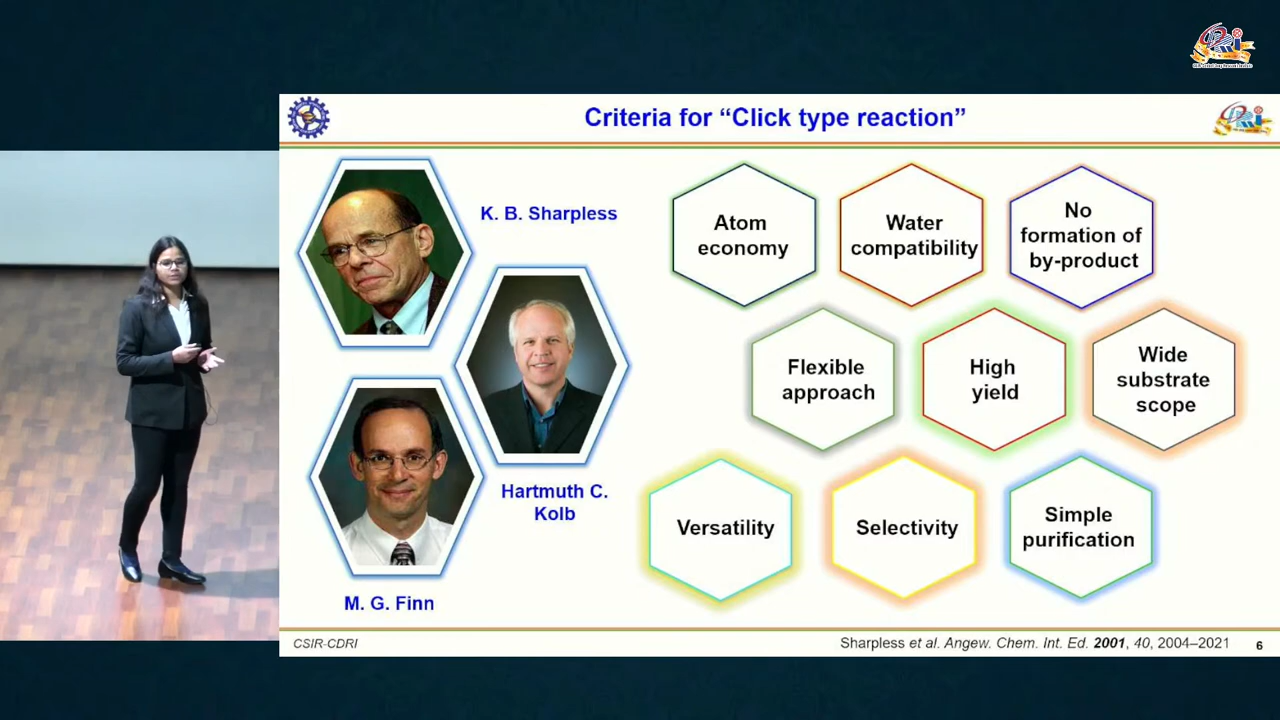 Criteria for “Click type reaction”
K. B. Sharpless
Hartmuth C.
Kolb
M. G. Finn
Atom
economy
Water
compatibility
No
formation of
by-product
Flexible
approach
High
yield
Wide
substrate
scope
Versatility
Selectivity
Simple
purification
CSIR-CDRI
Sharpless et al. Angew. Chem. Int. Ed. 2001, 40, 2004–2021
6